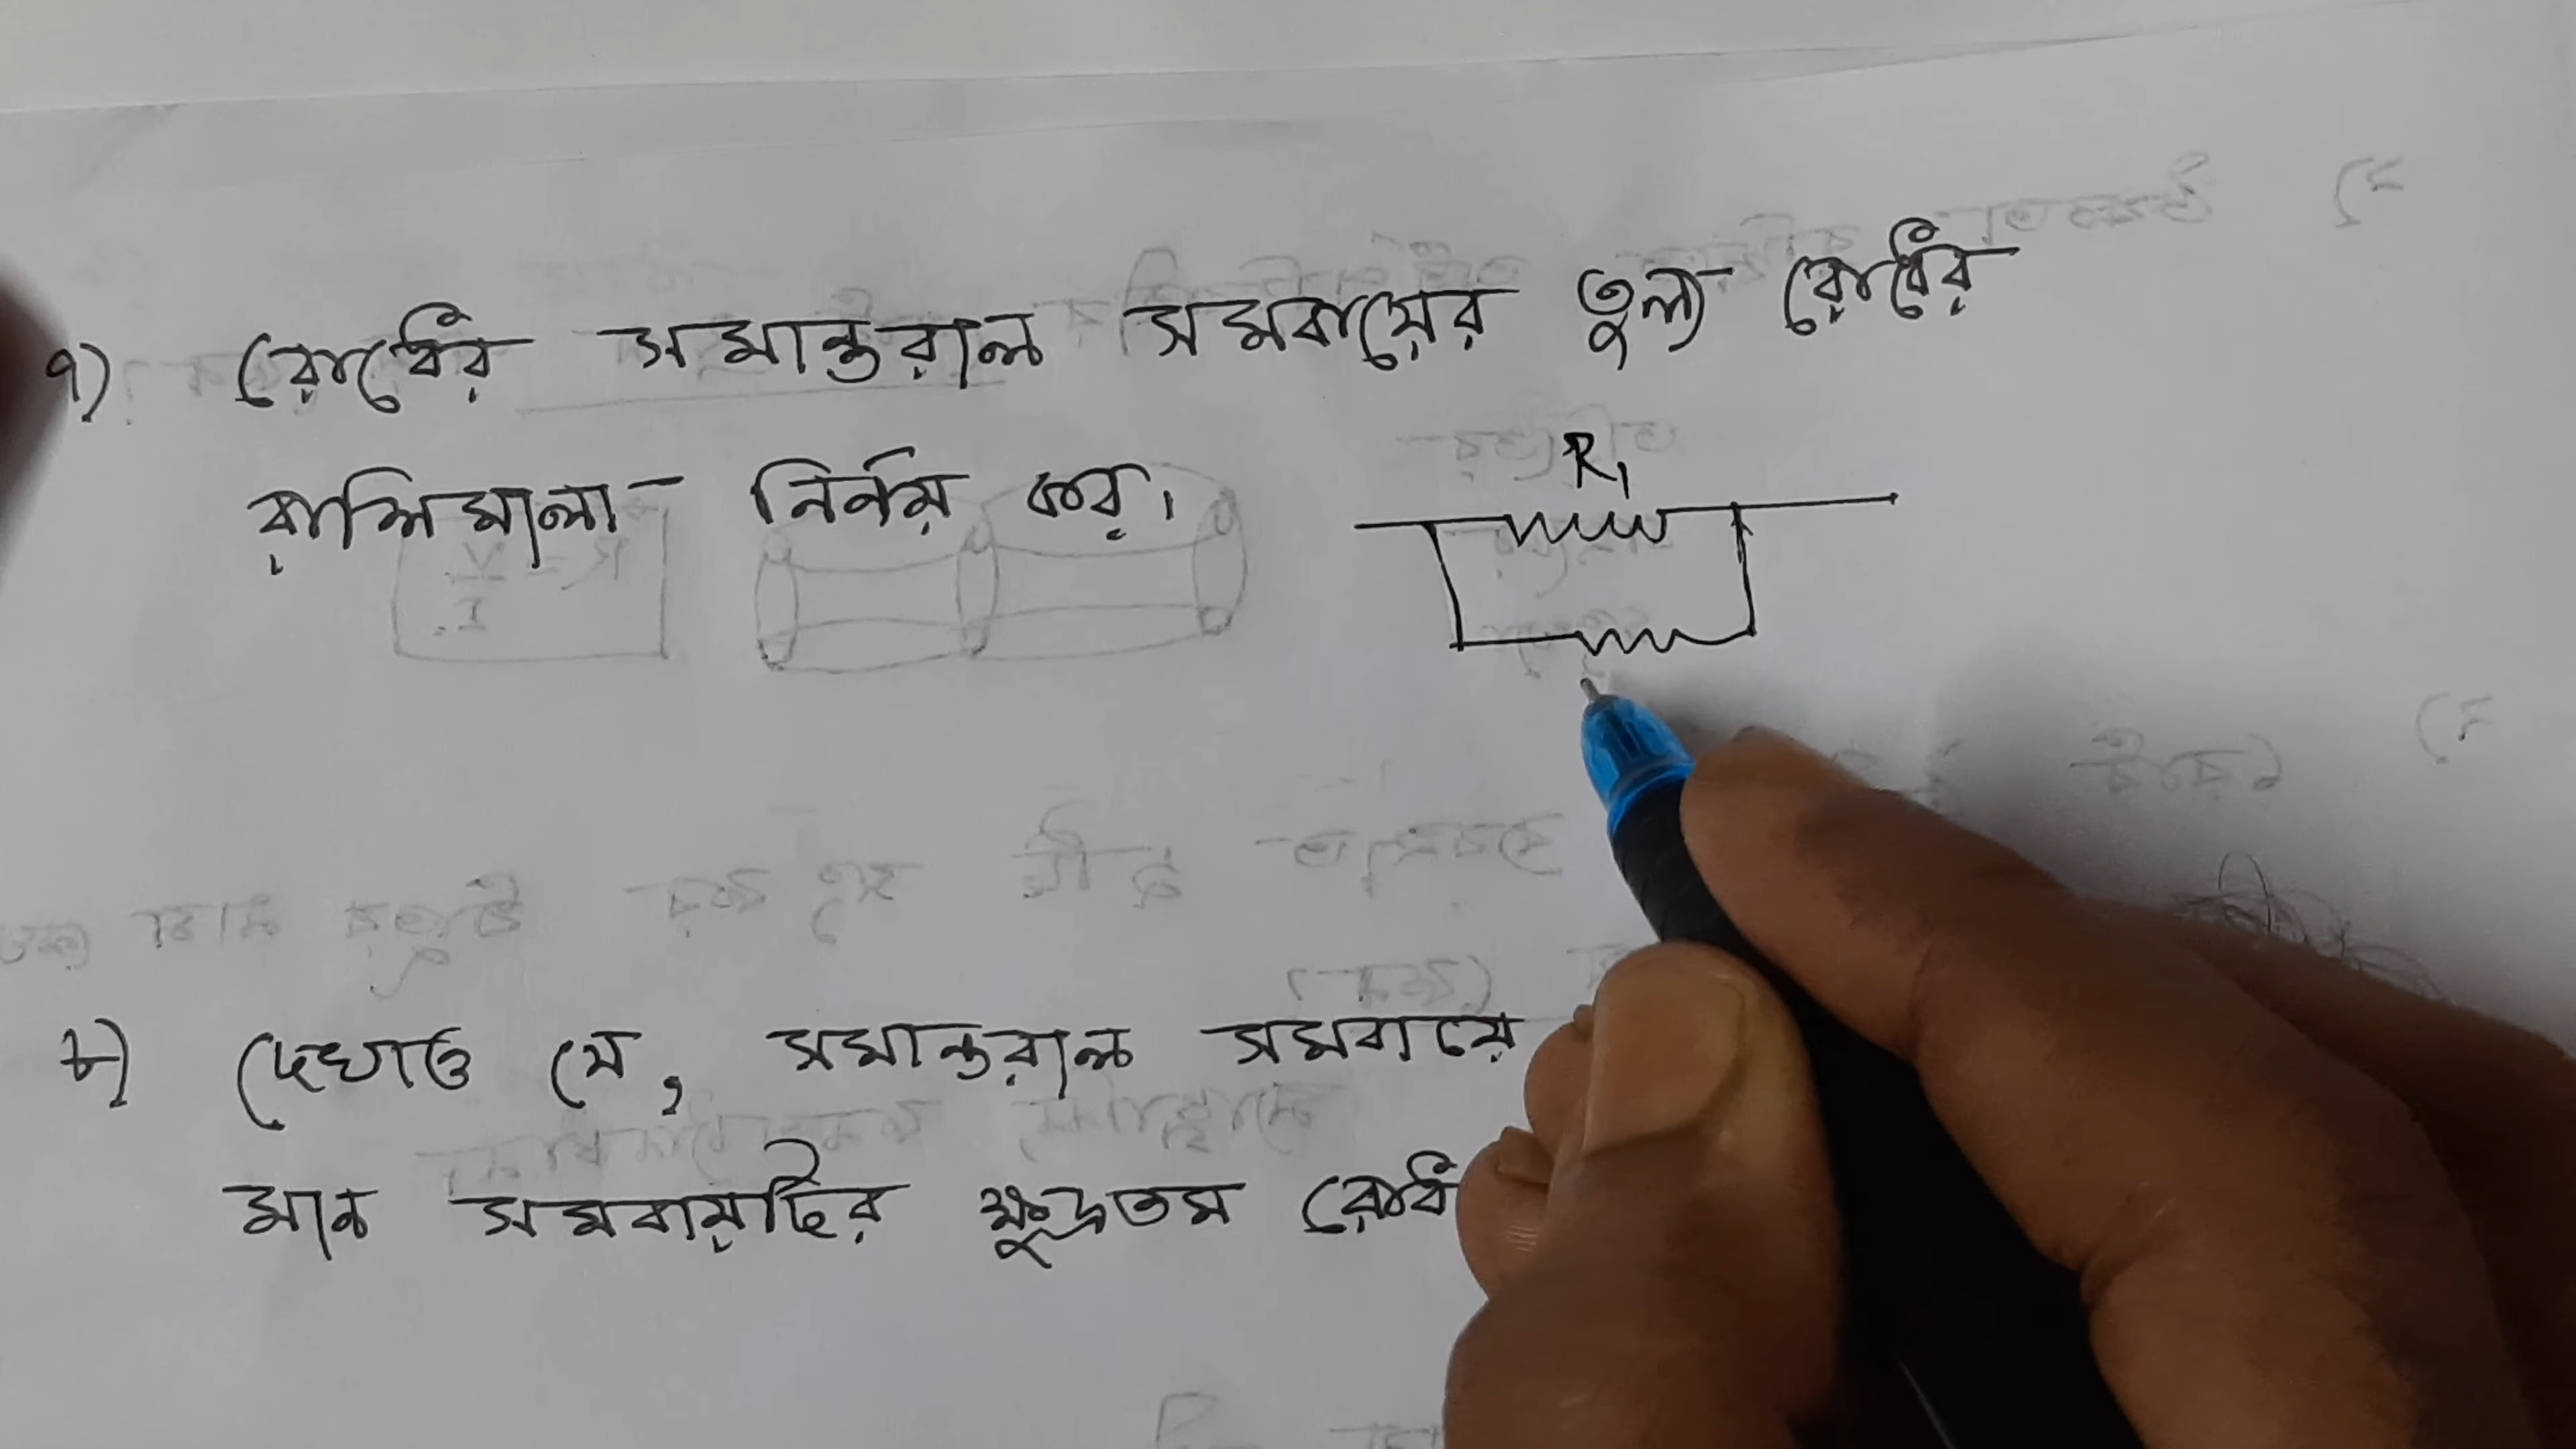 ৭) রোধের সমান্তরাল সমবায়ের তুল্য রোধের
রাশিমালা নির্ণয় কর।
R₁
৮) দেখাও যে, সমান্তরাল সমবায়ে
মান সমবায়টির ক্ষুদ্রতম রোধ